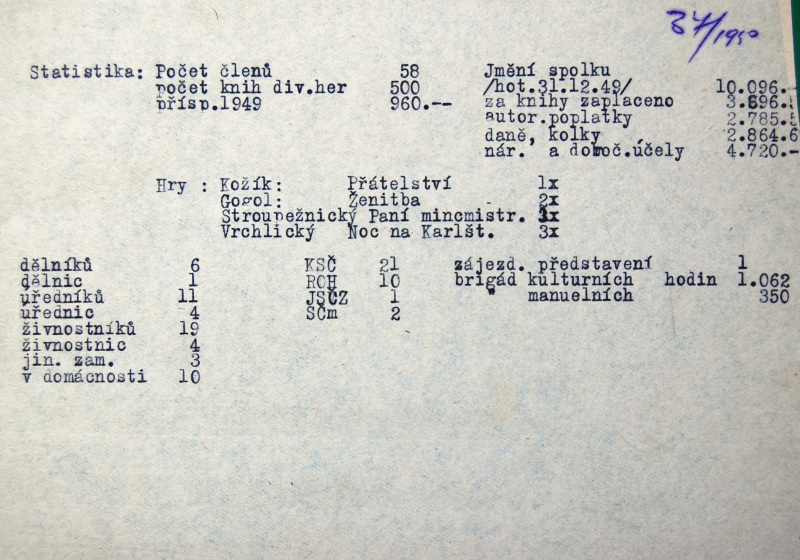 37/1950
Statistika: Počet členů 58 Jmění spolku
počet knih div.her 500 /hot.31.12.49/ 10.096.-
přísp.1949 960.-- za knihy zaplaceno 3.696.
autor.poplatky 2.785.
daně, kolky 2.864.6
nár. a dobroč.účely 4.720.-
Hry : Kožík: Přátelství 1x
Gogol: Ženitba 2x
Stroupežnický Paní mincmistr. 1x
Vrchlický Noc na Karlšt. 3x
dělníků 6 KSČ 21 zájezd. představení 1
dělnic 1 ROH 10 brigád kulturních hodin 1.062
úředníků 11 JSČZ 1 " manuelních 350
úřednic 4 SČm 2
živnostníků 19
živnostnic 4
jin. zam. 3
v domácnosti 10